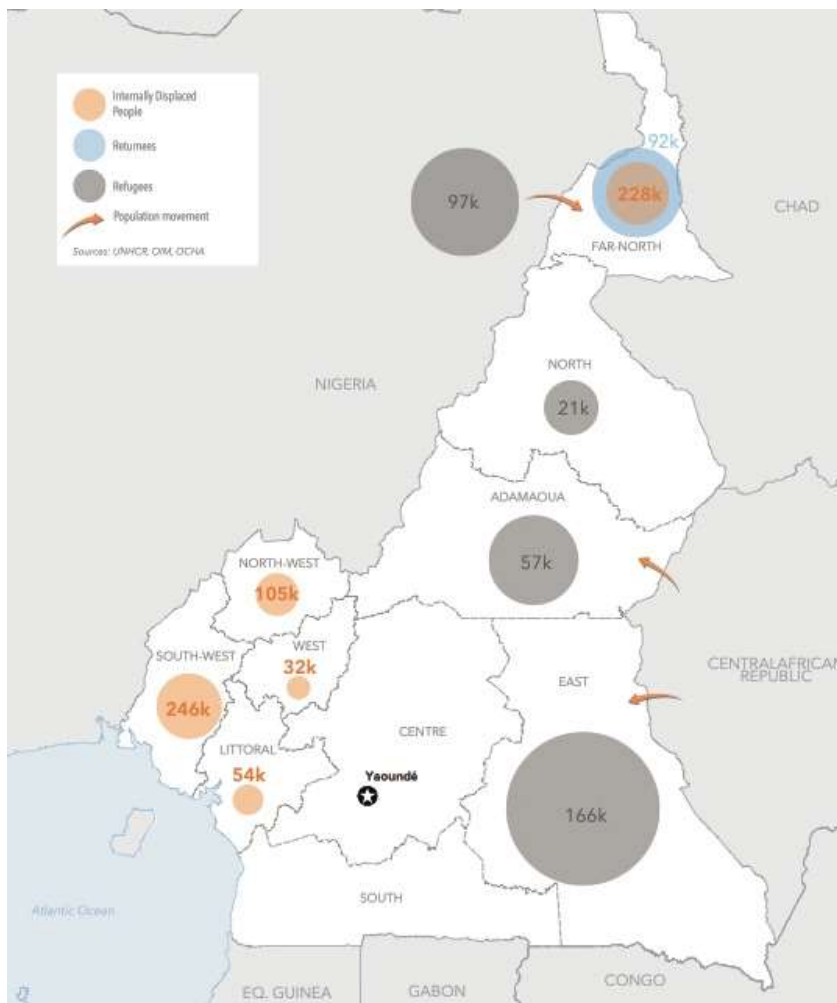 Internally Displaced
People
Returnees
Refugees
Population movement
Sources: UNHCR, OIM, OCHA
92k
97k
228k
CHAD
FAR-NORTH
NORTH
NIGERIA
21k
ADAMAOUA
57k
NORTH-WEST
105k
WEST
SOUTH-WEST
32k
CENTRALAFRICAN
REPUBLIC
EAST
246k
CENTRE
LITTORAL
54k
Yaoundé
166k
SOUTH
Atlantic Ocean
EQ. GUINEA
GABON
CONGO